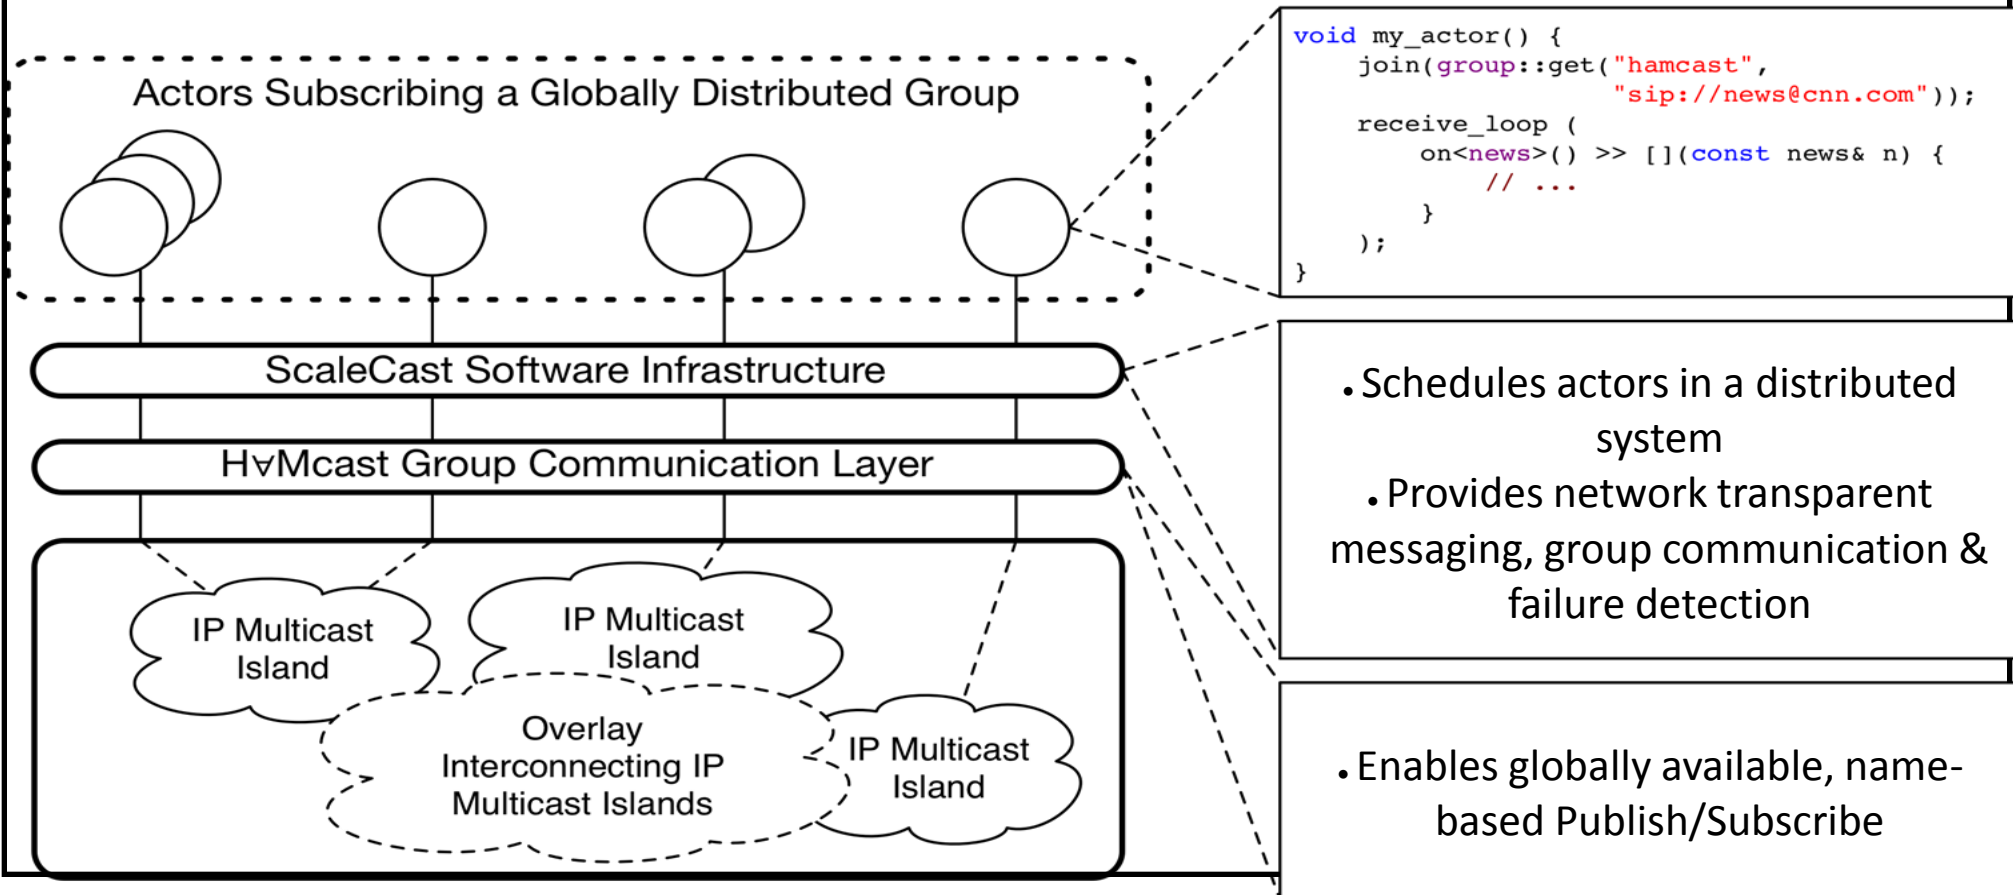 Actors Subscribing a Globally Distributed Group
ScaleCast Software Infrastructure
H∀Mcast Group Communication Layer
IP Multicast
Island
IP Multicast
Island
Overlay
Interconnecting IP
Multicast Islands
IP Multicast
Island
void my_actor() {
    join(group::get("hamcast",
                    "sip://news@cnn.com"));
    receive_loop (
        on<news>() >> [](const news& n) {
            // ...
        }
    );
}
• Schedules actors in a distributed
system
• Provides network transparent
messaging, group communication &
failure detection
• Enables globally available, name-
based Publish/Subscribe